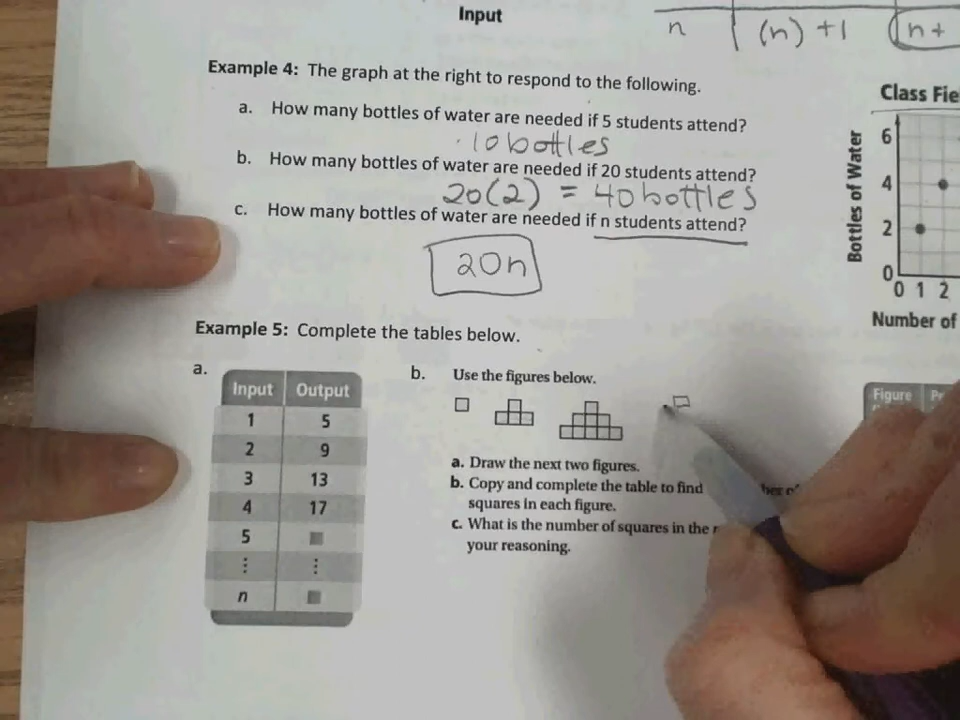 Input
n (n) +1 n+
Example 4: The graph at the right to respond to the following.
a. How many bottles of water are needed if 5 students attend?
10 bottles
b. How many bottles of water are needed if 20 students attend?
20(2) = 40 bottles
c. How many bottles of water are needed if n students attend?
20n
Class Fie
Bottles of Water
6
4
2
0
0 1 2
Number of
Example 5: Complete the tables below.
a.
Input Output
1 5
2 9
3 13
4 17
5
⋮ ⋮
n
b. Use the figures below.
a. Draw the next two figures.
b. Copy and complete the table to find
squares in each figure.
c. What is the number of squares in the
your reasoning.
Figure